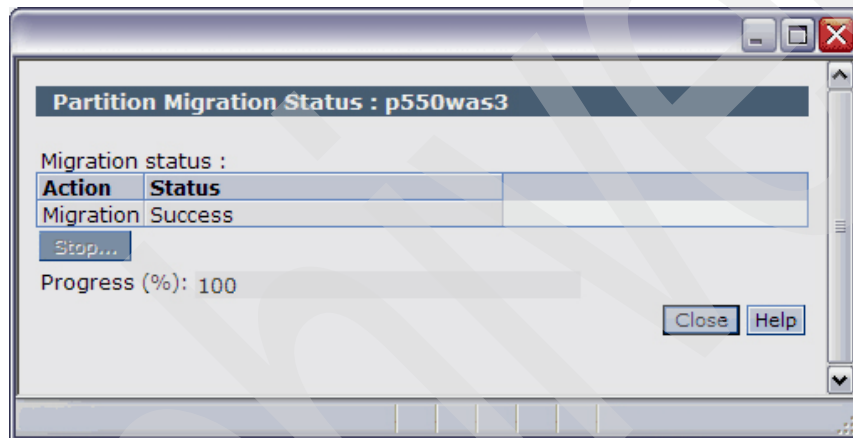 Partition Migration Status : p550was3
Migration status :
Action Status
Migration Success
Stop...
Progress (%): 100
Close Help